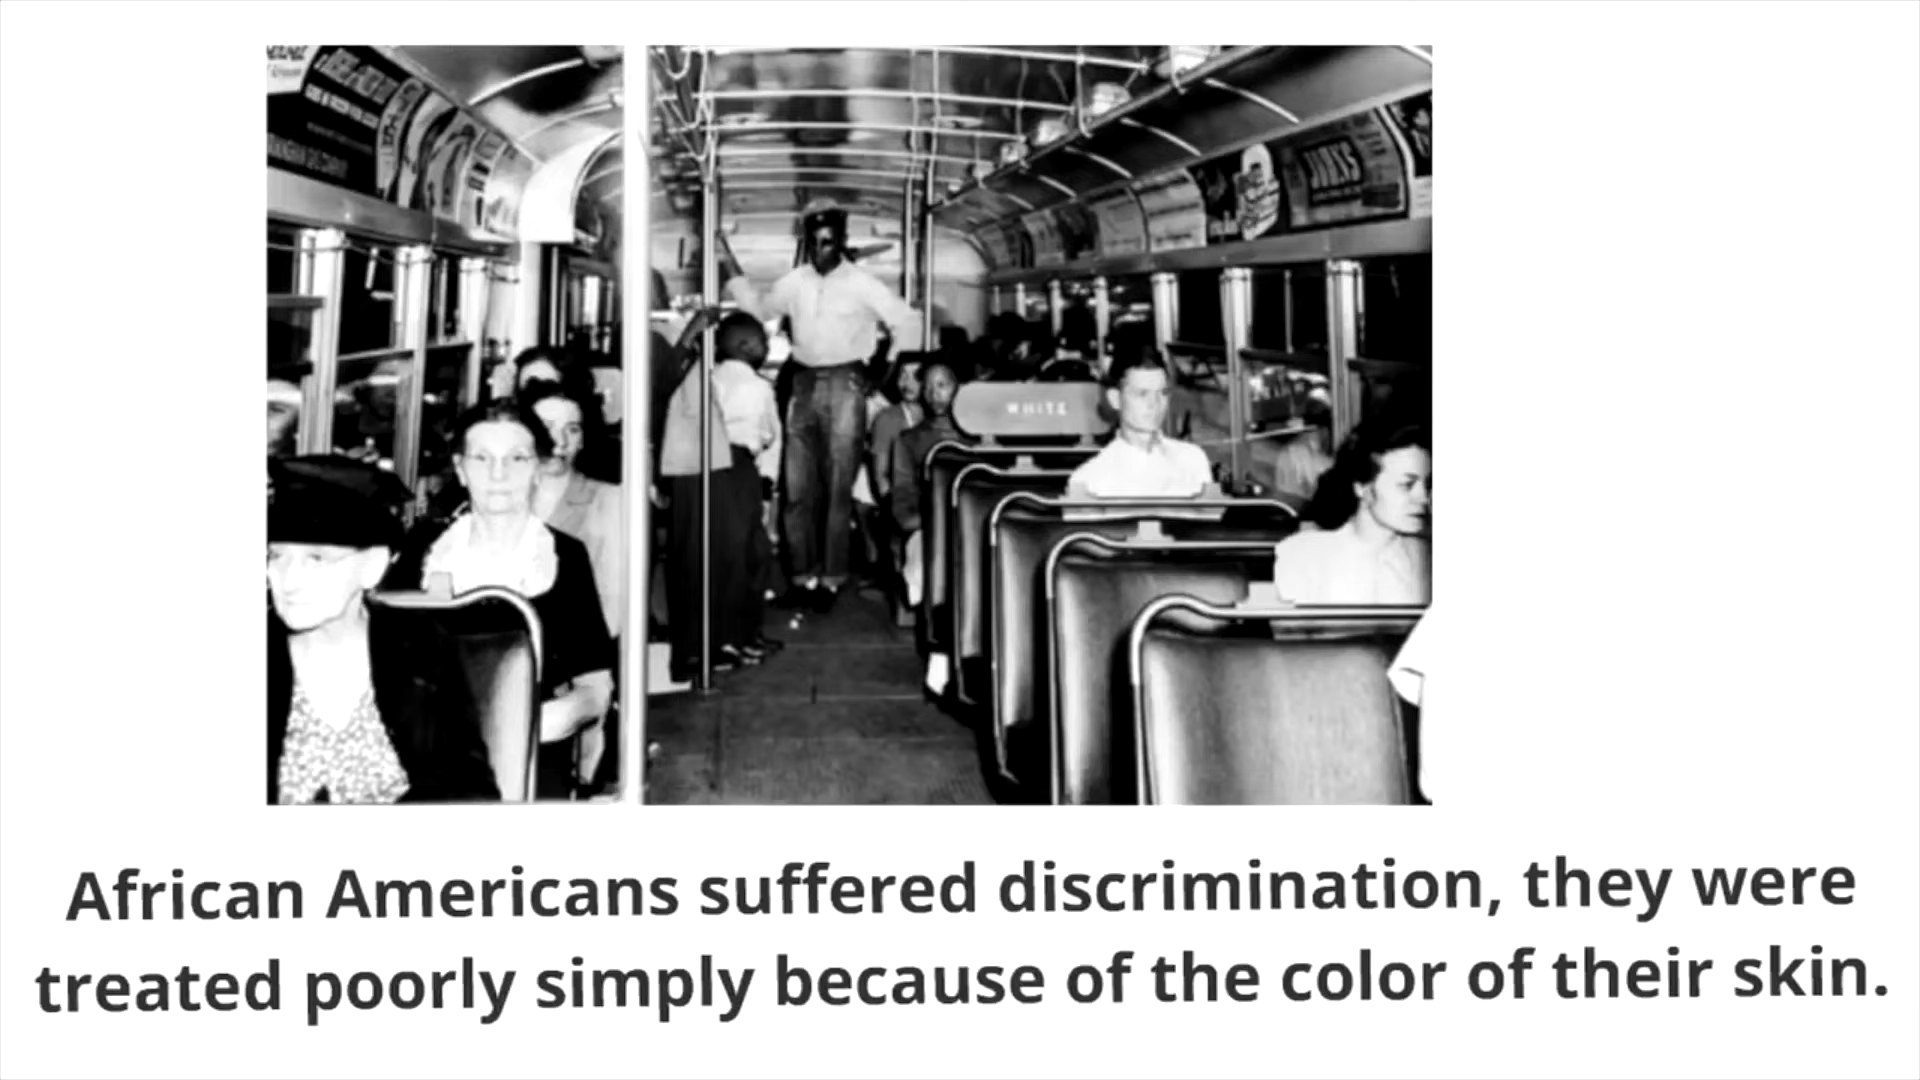 WHITE
African Americans suffered discrimination, they were
treated poorly simply because of the color of their skin.